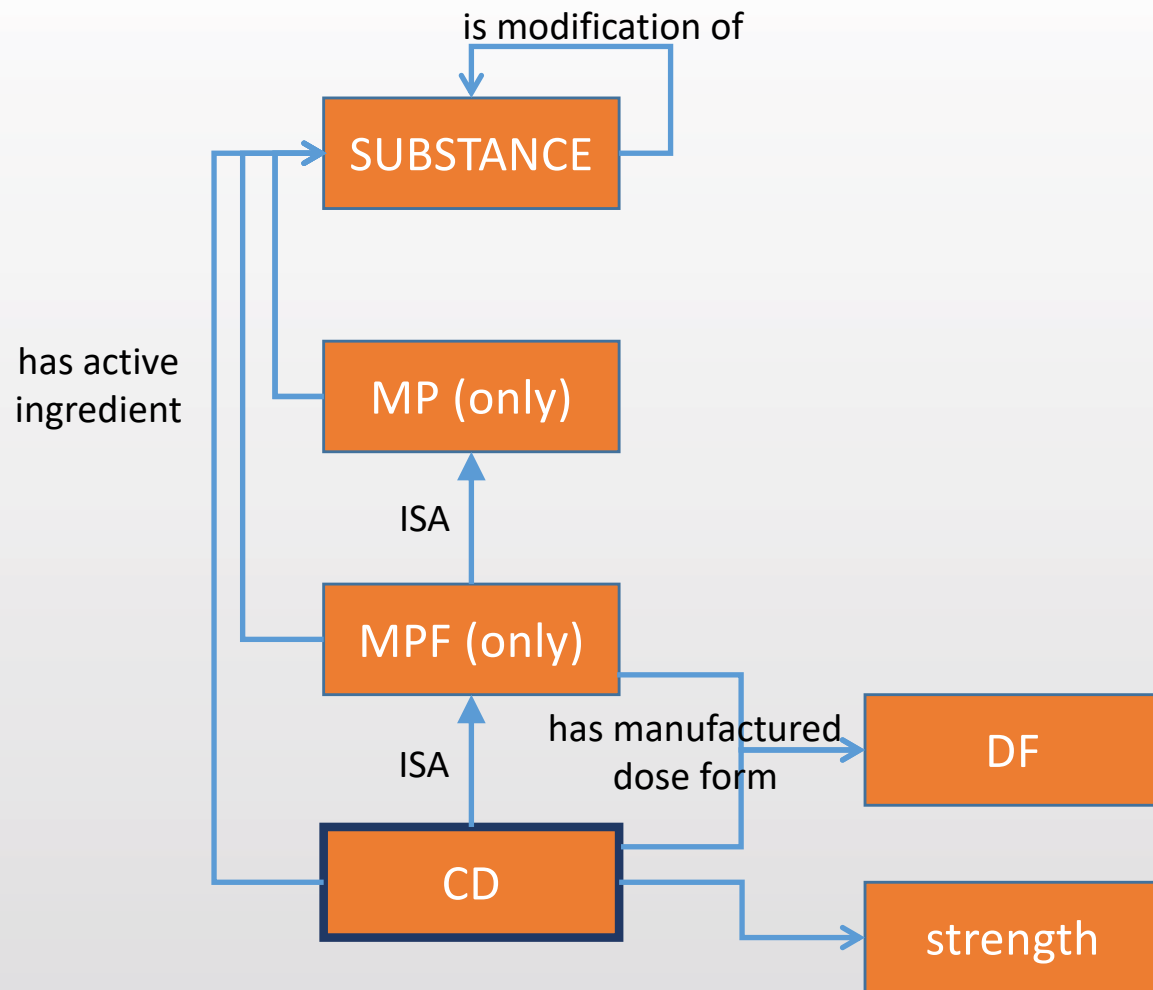 is modification of
SUBSTANCE
has active
ingredient
MP (only)
ISA
MPF (only)
has manufactured
dose form
DF
ISA
CD
strength